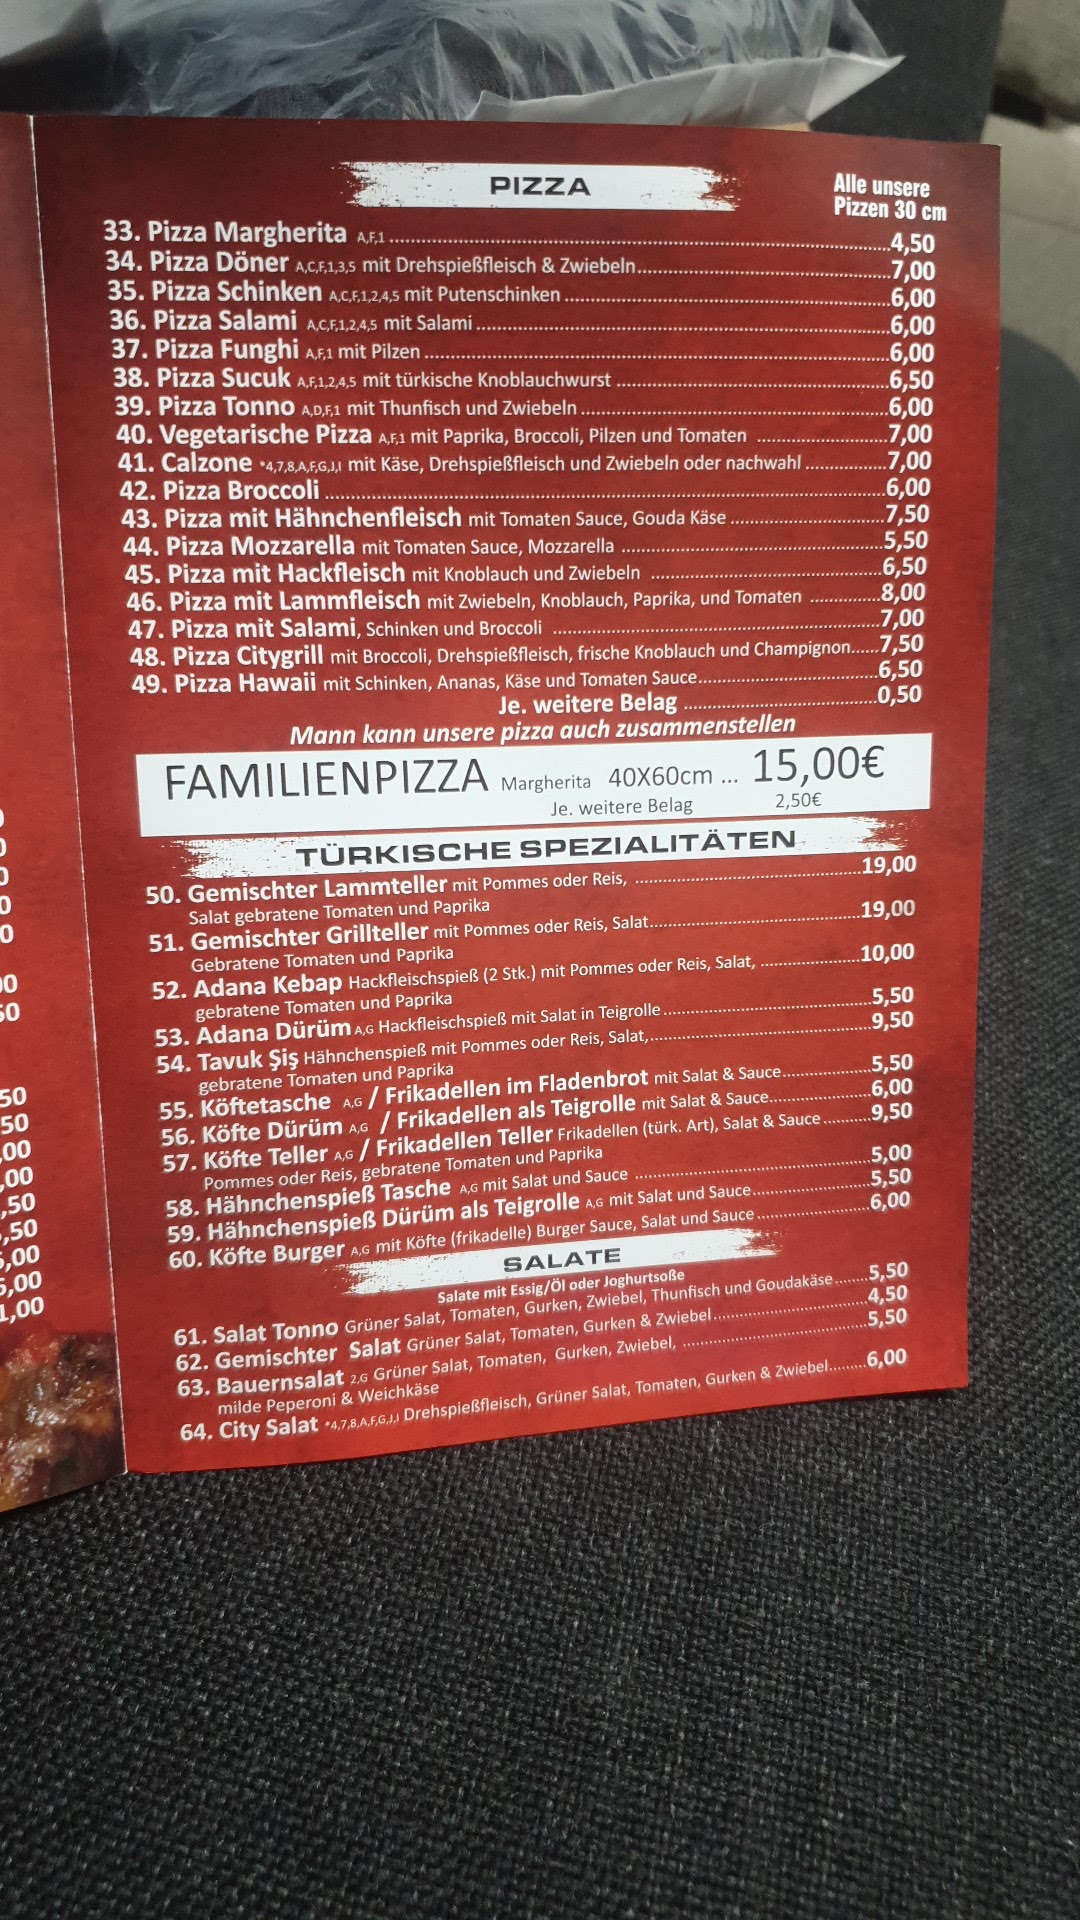 PIZZA
Alle unsere
Pizzen 30 cm
33. Pizza Margherita A,F,1 ........ 4,50
34. Pizza Döner A,C,F,1,3,5 mit Drehspießfleisch & Zwiebeln........ 7,00
35. Pizza Schinken A,C,F,1,2,4,5 mit Putenschinken ........ 6,00
36. Pizza Salami A,C,F,1,2,4,5 mit Salami ........ 6,00
37. Pizza Funghi A,F,1 mit Pilzen ........ 6,00
38. Pizza Sucuk A,F,1,2,4,5 mit türkische Knoblauchwurst ........ 6,50
39. Pizza Tonno A,D,F,1 mit Thunfisch und Zwiebeln ........ 6,00
40. Vegetarische Pizza A,F,1 mit Paprika, Broccoli, Pilzen und Tomaten ........ 7,00
41. Calzone *4,7,8,A,F,G,J,I mit Käse, Drehspießfleisch und Zwiebeln oder nachwahl ........ 7,00
42. Pizza Broccoli ........ 6,00
43. Pizza mit Hähnchenfleisch mit Tomaten Sauce, Gouda Käse ........ 7,50
44. Pizza Mozzarella mit Tomaten Sauce, Mozzarella ........ 5,50
45. Pizza mit Hackfleisch mit Knoblauch und Zwiebeln ........ 6,50
46. Pizza mit Lammfleisch mit Zwiebeln, Knoblauch, Paprika, und Tomaten ........ 8,00
47. Pizza mit Salami, Schinken und Broccoli ........ 7,00
48. Pizza Citygrill mit Broccoli, Drehspießfleisch, frische Knoblauch und Champignon...... 7,50
49. Pizza Hawaii mit Schinken, Ananas, Käse und Tomaten Sauce........ 6,50
Je. weitere Belag ........ 0,50
Mann kann unsere pizza auch zusammenstellen
FAMILIENPIZZA Margherita 40X60cm ... 15,00€
Je. weitere Belag 2,50€
TÜRKISCHE SPEZIALITÄTEN
50. Gemischter Lammteller mit Pommes oder Reis, ........ 19,00
Salat gebratene Tomaten und Paprika
51. Gemischter Grillteller mit Pommes oder Reis, Salat........ 19,00
Gebratene Tomaten und Paprika
52. Adana Kebap Hackfleischspieß (2 Stk.) mit Pommes oder Reis, Salat, ........ 10,00
gebratene Tomaten und Paprika
53. Adana Dürüm A,G Hackfleischspieß mit Salat in Teigrolle ........ 5,50
54. Tavuk Şiş Hähnchenspieß mit Pommes oder Reis, Salat,........ 9,50
gebratene Tomaten und Paprika
55. Köftetasche A,G / Frikadellen im Fladenbrot mit Salat & Sauce........ 5,50
56. Köfte Dürüm A,G / Frikadellen als Teigrolle mit Salat & Sauce........ 6,00
57. Köfte Teller A,G / Frikadellen Teller Frikadellen (türk. Art), Salat & Sauce ........ 9,50
Pommes oder Reis, gebratene Tomaten und Paprika
58. Hähnchenspieß Tasche A,G mit Salat und Sauce ........ 5,00
59. Hähnchenspieß Dürüm als Teigrolle A,G mit Salat und Sauce........ 5,50
60. Köfte Burger A,G mit Köfte (frikadelle) Burger Sauce, Salat und Sauce ........ 6,00
SALATE
Salate mit Essig/Öl oder Joghurtsoße
61. Salat Tonno Grüner Salat, Tomaten, Gurken, Zwiebel, Thunfisch und Goudakäse........ 5,50
62. Gemischter Salat Grüner Salat, Tomaten, Gurken & Zwiebel........ 4,50
63. Bauernsalat 2,G Grüner Salat, Tomaten, Gurken, Zwiebel, ........ 5,50
milde Peperoni & Weichkäse
64. City Salat *4,7,8,A,F,G,J,I Drehspießfleisch, Grüner Salat, Tomaten, Gurken & Zwiebel......... 6,00